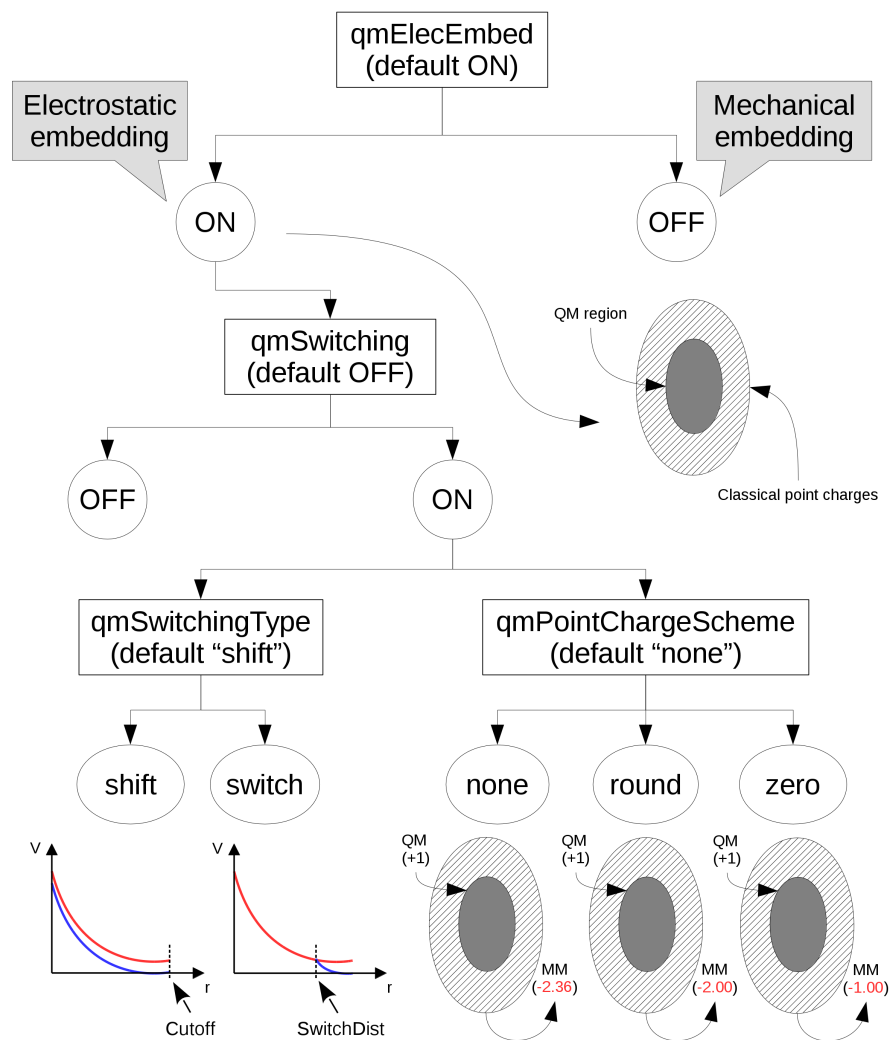 qmElecEmbed
(default ON)
Electrostatic
embedding
Mechanical
embedding
ON
OFF
QM region
qmSwitching
(default OFF)
Classical point charges
OFF
ON
qmSwitchingType
(default “shift”)
qmPointChargeScheme
(default “none”)
shift
switch
none
round
zero
V
r
Cutoff
V
r
SwitchDist
QM
(+1)
MM
(-2.36)
QM
(+1)
MM
(-2.00)
QM
(+1)
MM
(-1.00)